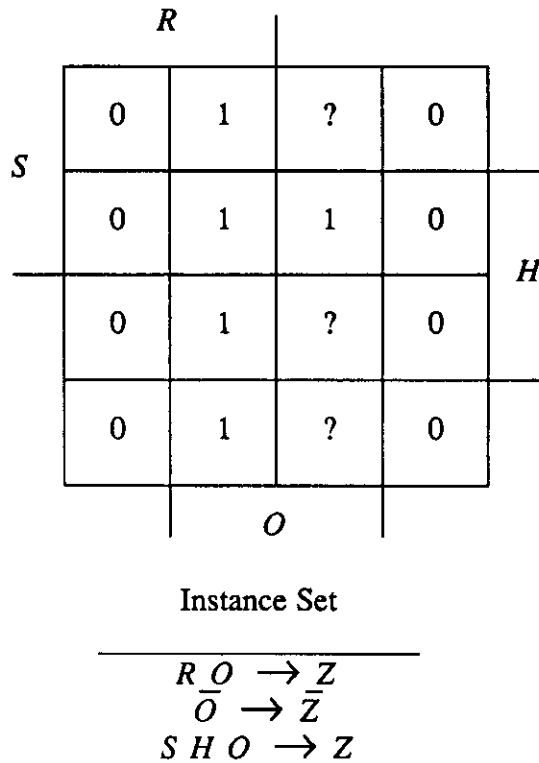 R
0 1 ? 0
S
0 1 1 0
H
0 1 ? 0
0 1 ? 0
O
Instance Set
R O → Z
O̅ → Z̅
S H O → Z